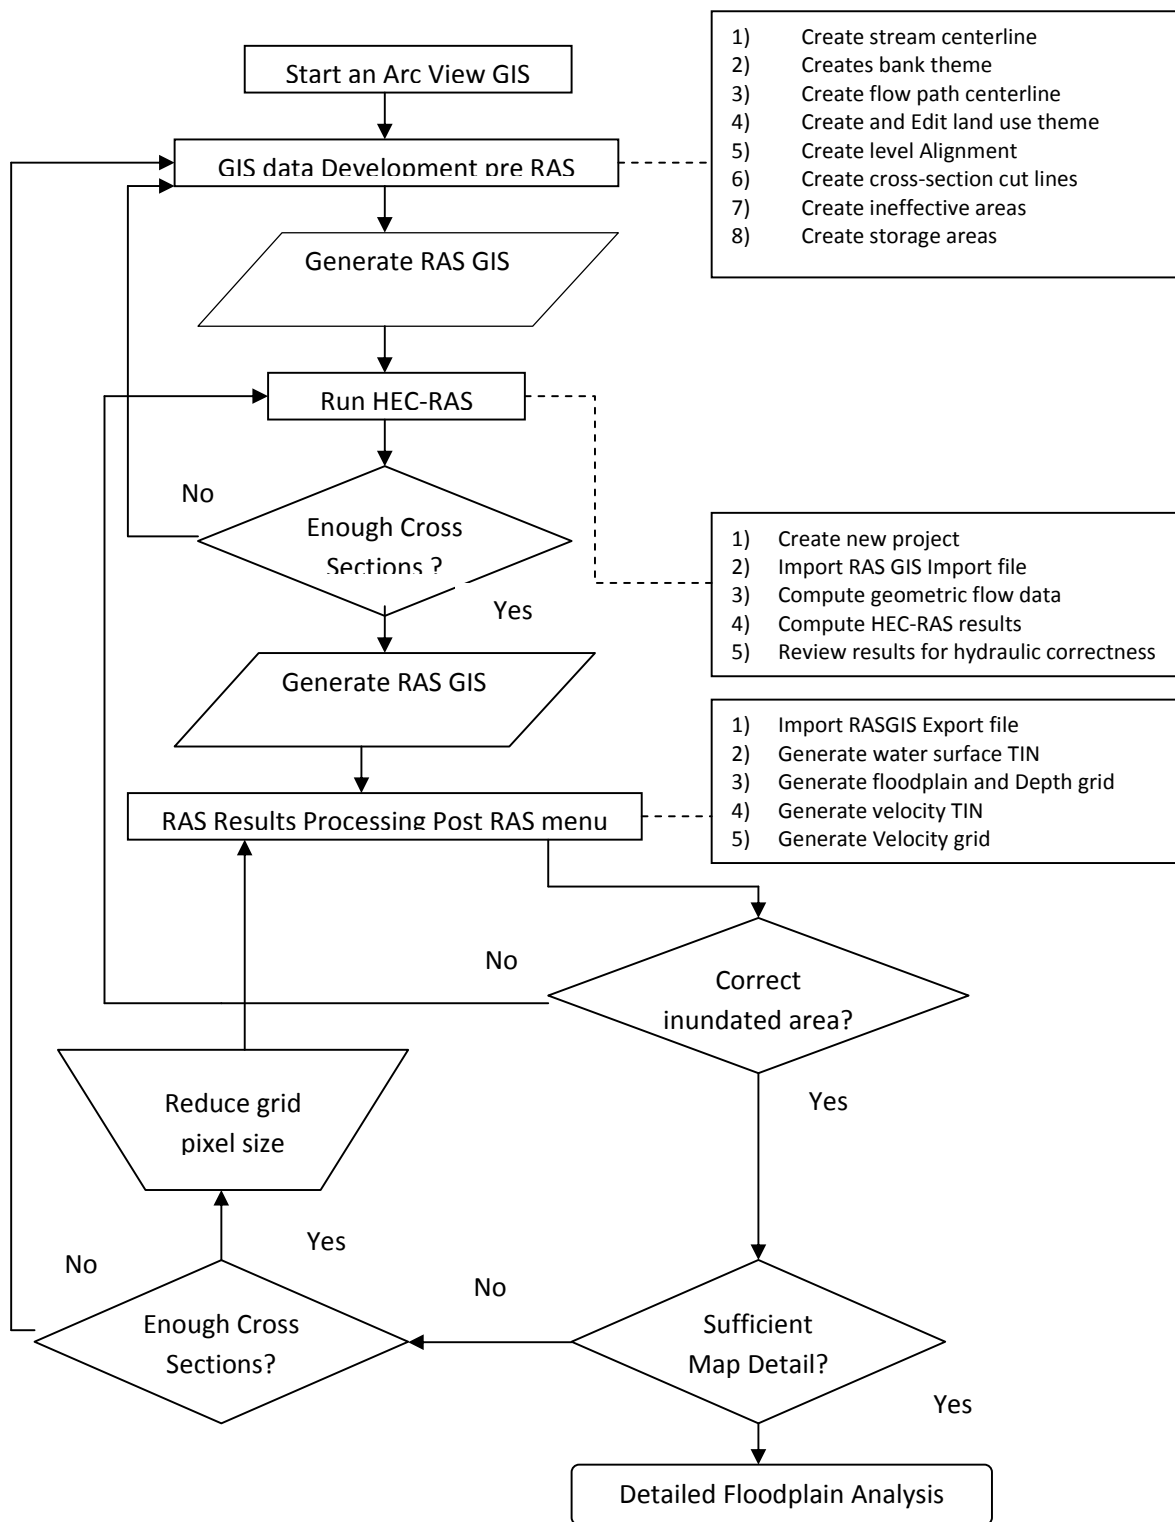 Start an Arc View GIS
1) Create stream centerline
2) Creates bank theme
3) Create flow path centerline
4) Create and Edit land use theme
5) Create level Alignment
6) Create cross-section cut lines
7) Create ineffective areas
8) Create storage areas
GIS data Development pre RAS
Generate RAS GIS
Run HEC-RAS
No
Enough Cross
Sections ?
Yes
1) Create new project
2) Import RAS GIS Import file
3) Compute geometric flow data
4) Compute HEC-RAS results
5) Review results for hydraulic correctness
Generate RAS GIS
1) Import RASGIS Export file
2) Generate water surface TIN
3) Generate floodplain and Depth grid
4) Generate velocity TIN
5) Generate Velocity grid
RAS Results Processing Post RAS menu
No
Correct
inundated area?
Yes
Reduce grid
pixel size
Yes
No
Enough Cross
Sections?
No
Sufficient
Map Detail?
Yes
Detailed Floodplain Analysis